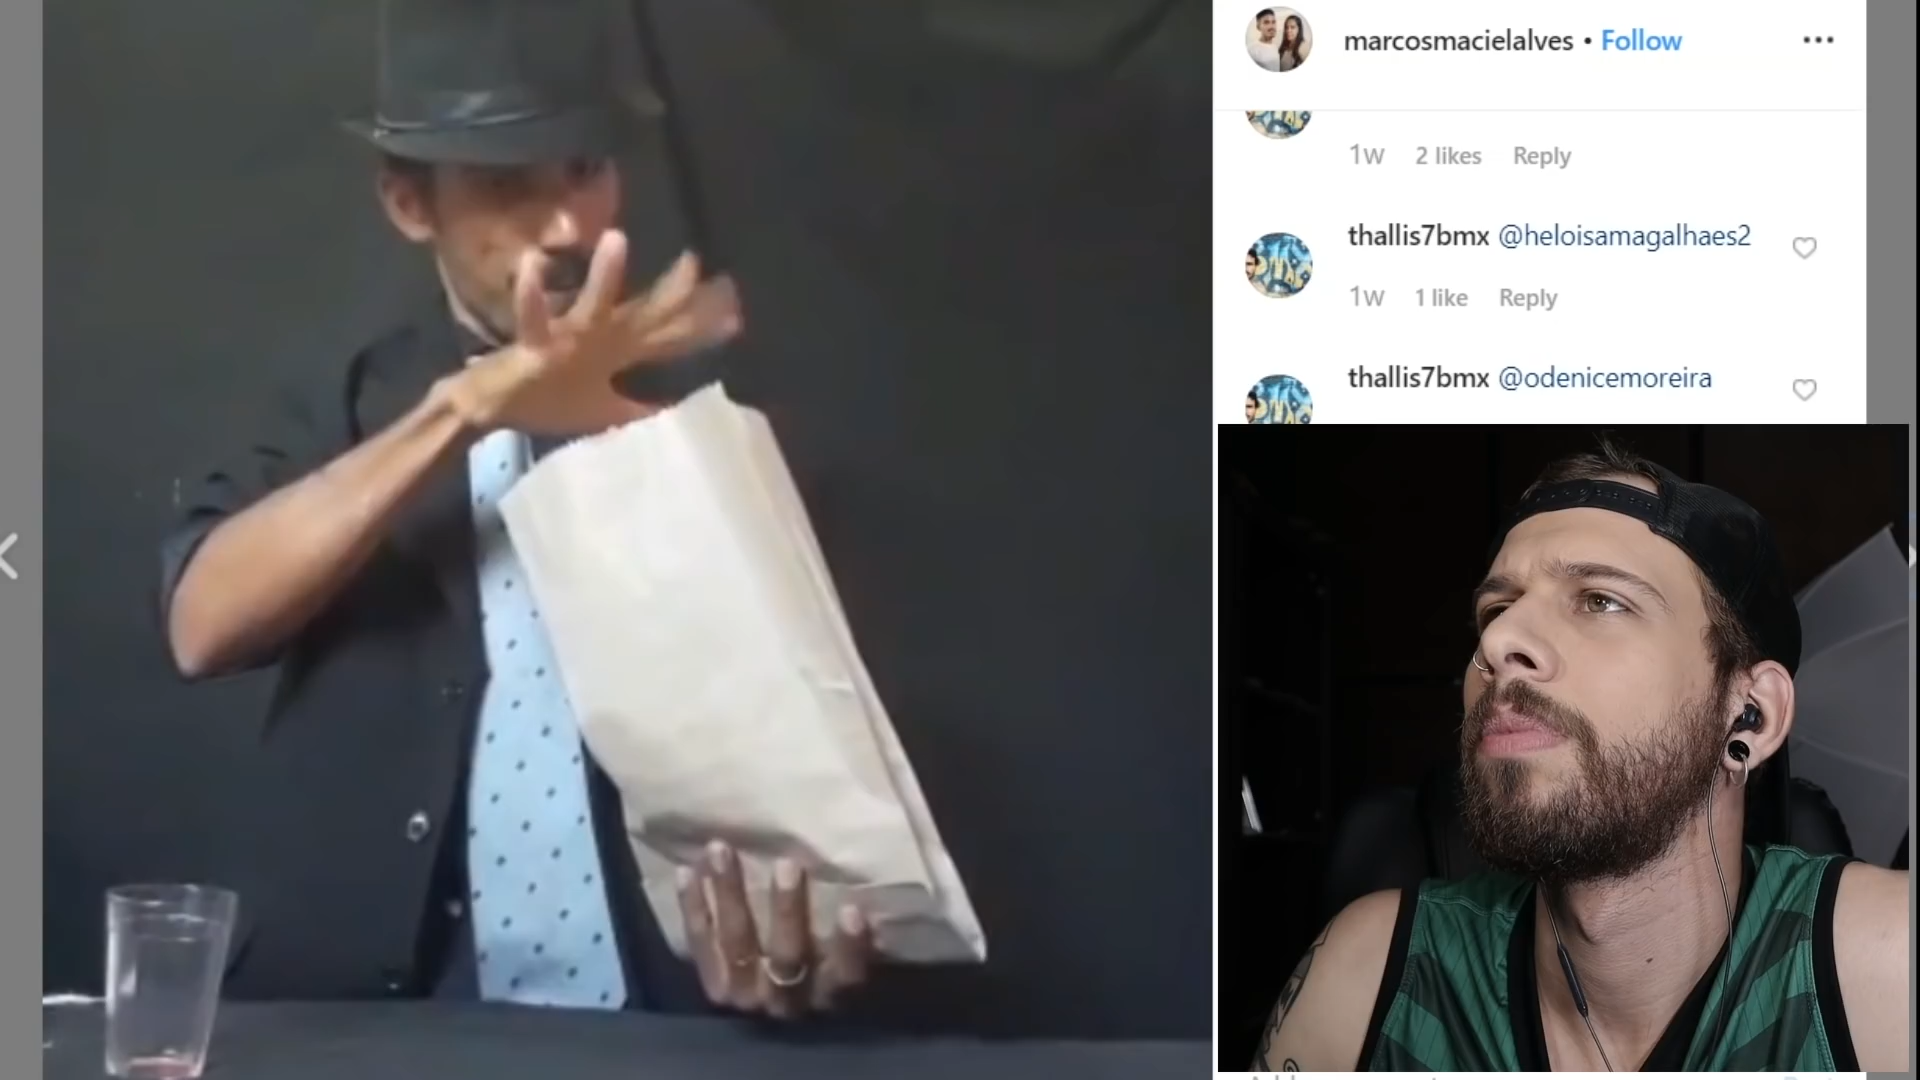 marcosmacielalves • Follow
1w 2 likes Reply
thallis7bmx @heloisamagalhaes2
1w 1 like Reply
thallis7bmx @odenicemoreira